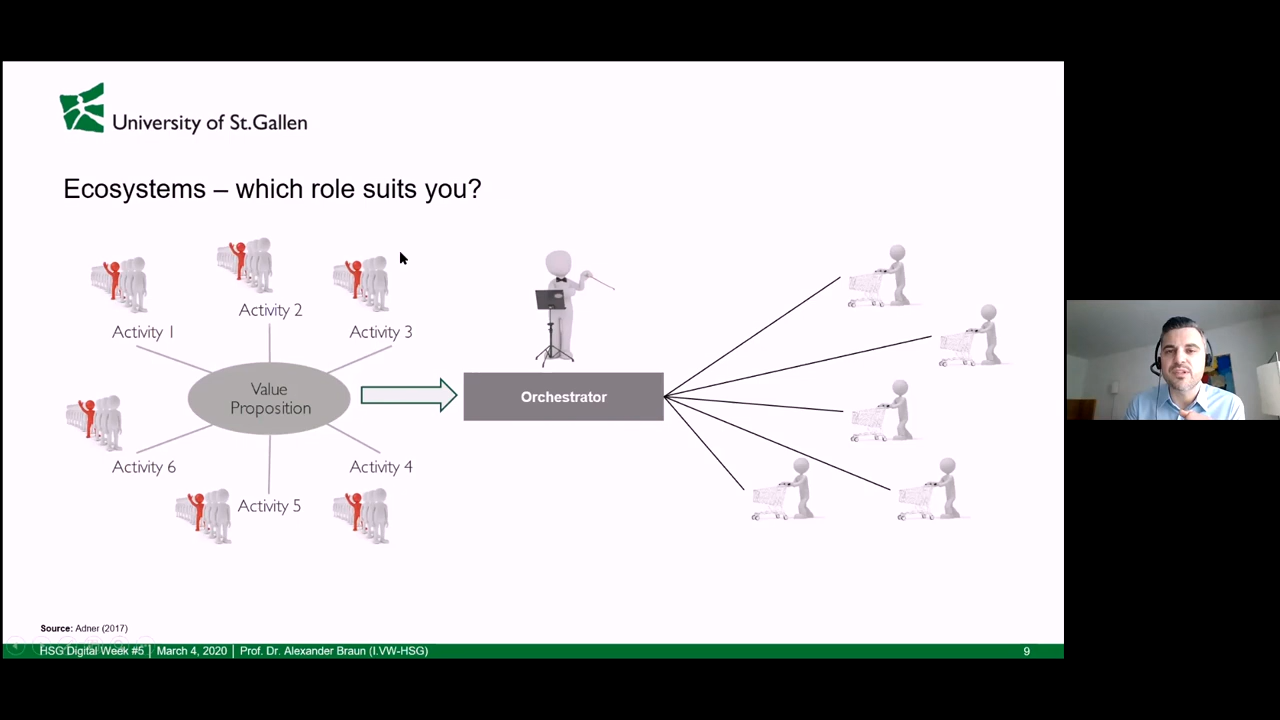 University of St.Gallen
Ecosystems – which role suits you?
Activity 1
Activity 2
Activity 3
Value
Proposition
Orchestrator
Activity 6
Activity 5
Activity 4
Source: Adner (2017)
HSG Digital Week #5 | March 4, 2020 | Prof. Dr. Alexander Braun (I.VW-HSG)
9